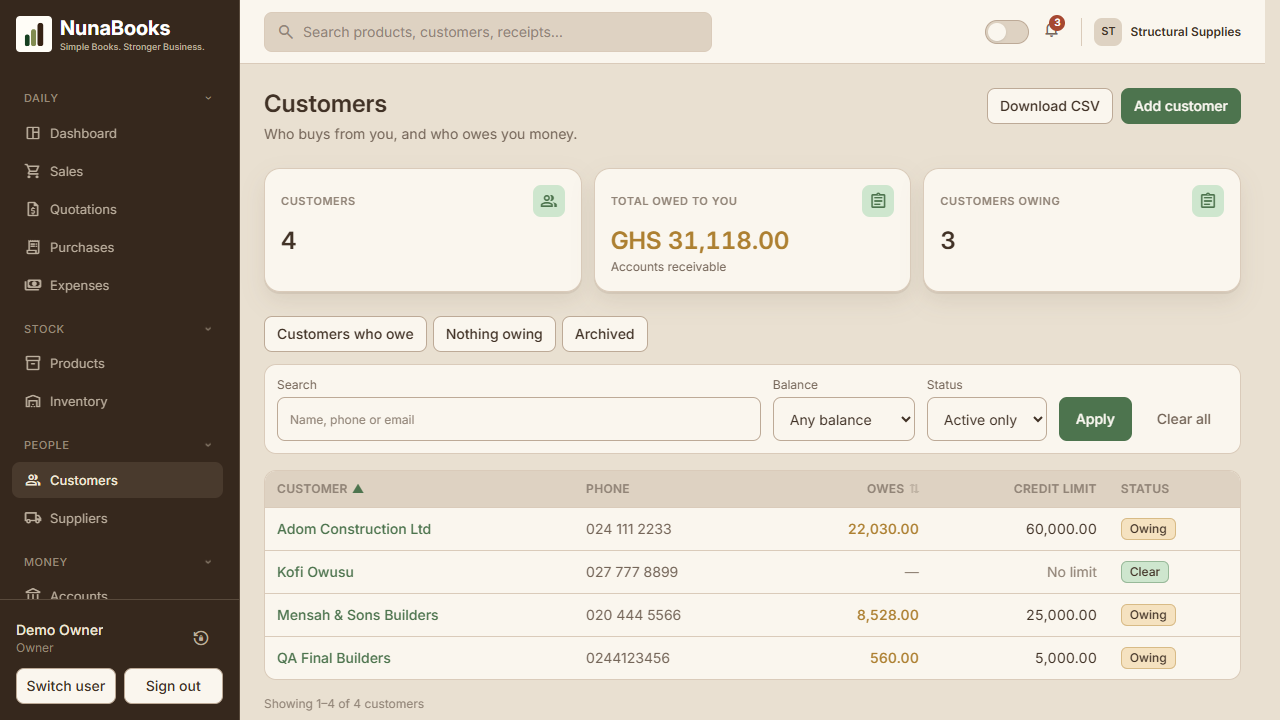 NunaBooks
Simple Books. Stronger Business.
DAILY
Dashboard
Sales
Quotations
Purchases
Expenses
STOCK
Products
Inventory
PEOPLE
Customers
Suppliers
MONEY
Accounts
Demo Owner
Owner
Switch user
Sign out
Search products, customers, receipts...
3
ST
Structural Supplies
Customers
Who buys from you, and who owes you money.
Download CSV
Add customer
CUSTOMERS
4
TOTAL OWED TO YOU
GHS 31,118.00
Accounts receivable
CUSTOMERS OWING
3
Customers who owe
Nothing owing
Archived
Search
Balance
Status
Name, phone or email
Any balance
Active only
Apply
Clear all
CUSTOMER ▲ PHONE OWES ⇅ CREDIT LIMIT STATUS
Adom Construction Ltd 024 111 2233 22,030.00 60,000.00 Owing
Kofi Owusu 027 777 8899 — No limit Clear
Mensah & Sons Builders 020 444 5566 8,528.00 25,000.00 Owing
QA Final Builders 0244123456 560.00 5,000.00 Owing
Showing 1–4 of 4 customers